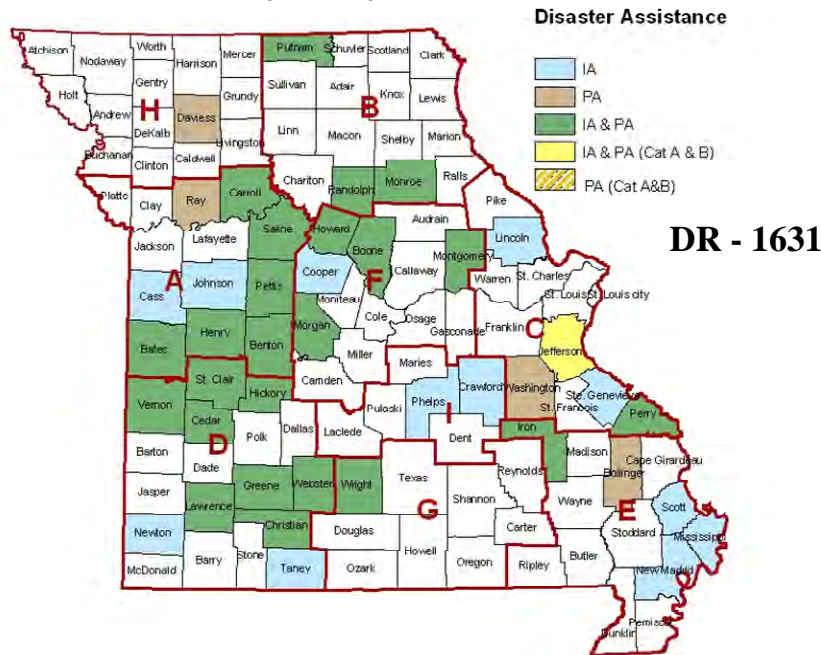 Disaster Assistance
IA
PA
IA & PA
IA & PA (Cat A & B)
PA (Cat A&B)
DR - 1631
Atchison
Nodaway
Worth
Harrison
Mercer
Putnam
Schuyler
Scotland
Clark
Holt
Gentry
Sullivan
Adair
Knox
Lewis
Andrew
H
Daviess
Grundy
B
DeKalb
Linn
Macon
Shelby
Marion
Buchanan
Clinton
Caldwell
Livingston
Chariton
Randolph
Monroe
Ralls
Platte
Clay
Ray
Carroll
Pike
Audrain
Jackson
Lafayette
Saline
Howard
Boone
Lincoln
Callaway
Montgomery
A
Cass
Johnson
Pettis
Cooper
F
Warren
St. Charles
Moniteau
St. Louis
St. Louis city
Cole
Osage
Gasconade
Franklin
C
Bates
Henry
Benton
Morgan
Miller
Jefferson
Maries
St. Clair
Camden
Vernon
Hickory
Phelps
Crawford
Washington
Ste. Genevieve
Cedar
Pulaski
St. Francois
Perry
D
Polk
Dallas
Laclede
I
Dent
Iron
Barton
Dade
Madison
Bollinger
Cape Girardeau
Jasper
Greene
Webster
Wright
Texas
Reynolds
Lawrence
Shannon
Wayne
E
Scott
Newton
Christian
Douglas
G
Carter
Stoddard
Mississippi
McDonald
Barry
Stone
Taney
Ozark
Howell
Oregon
Ripley
Butler
New Madrid
Dunklin
Pemiscot